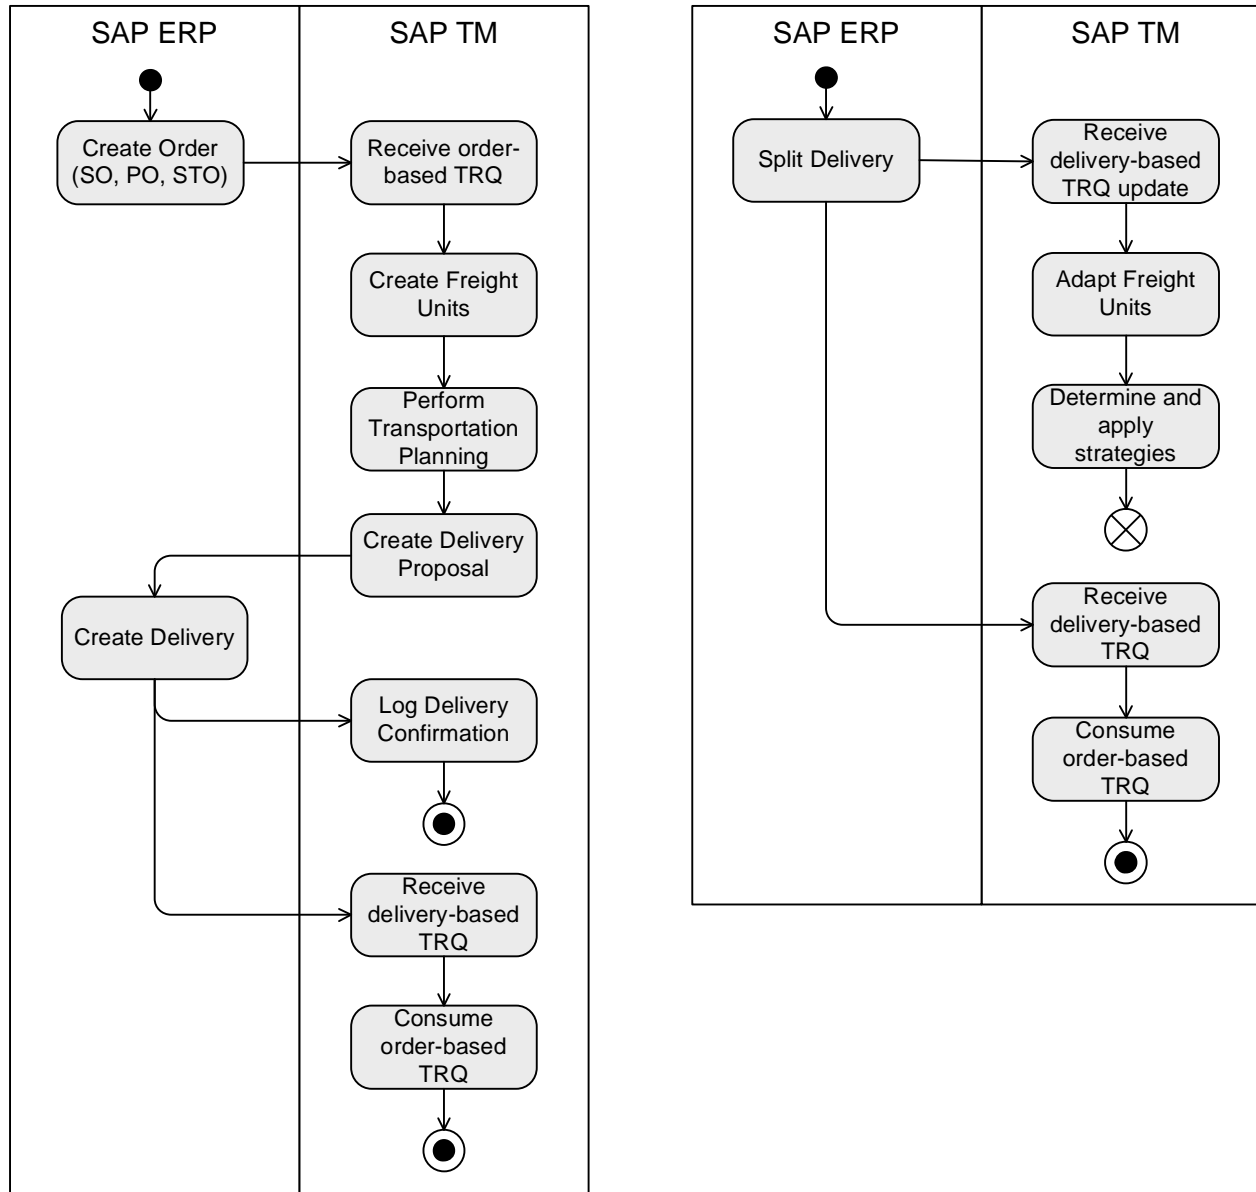 SAP ERP
SAP TM
Create Order
(SO, PO, STO)
Receive order-
based TRQ
Create Freight
Units
Perform
Transportation
Planning
Create Delivery
Proposal
Create Delivery
Log Delivery
Confirmation
Receive
delivery-based
TRQ
Consume
order-based
TRQ
SAP ERP
SAP TM
Split Delivery
Receive
delivery-based
TRQ update
Adapt Freight
Units
Determine and
apply
strategies
Receive
delivery-based
TRQ
Consume
order-based
TRQ